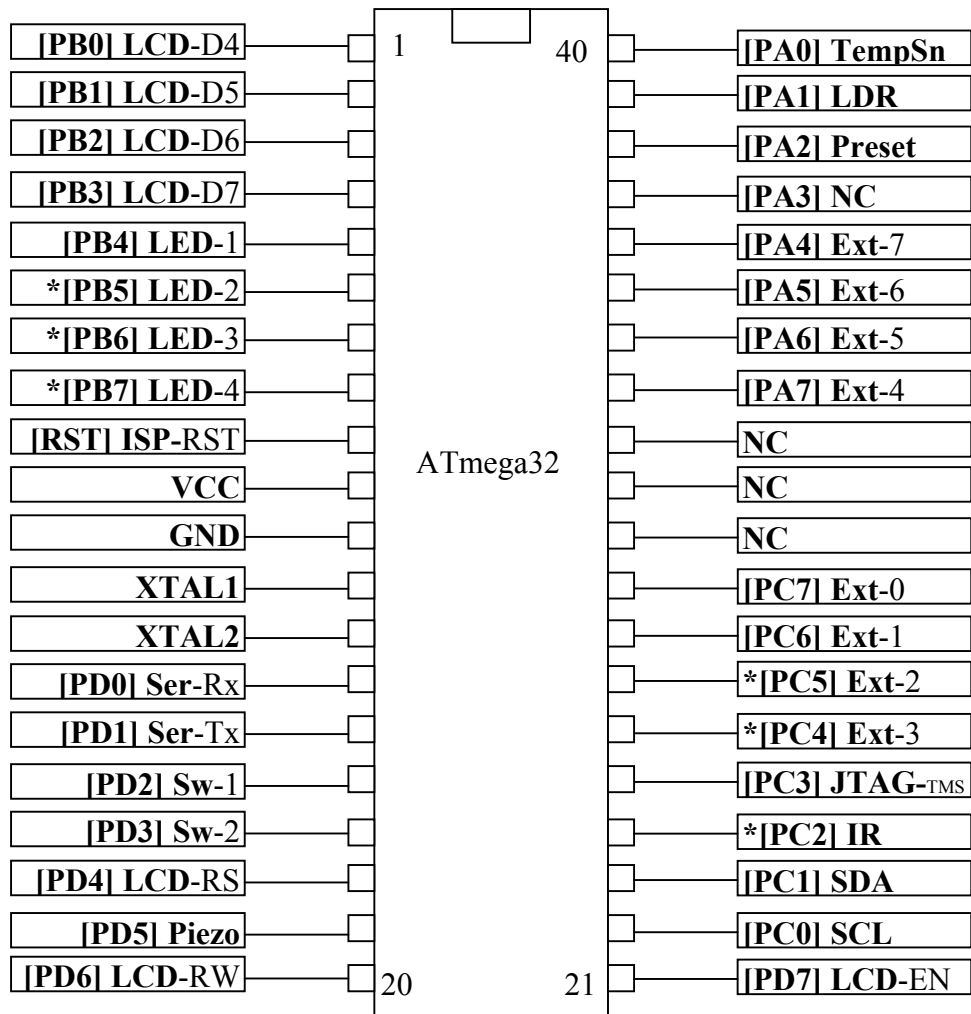 [PB0] LCD-D4
[PB1] LCD-D5
[PB2] LCD-D6
[PB3] LCD-D7
[PB4] LED-1
*[PB5] LED-2
*[PB6] LED-3
*[PB7] LED-4
[RST] ISP-RST
VCC
GND
XTAL1
XTAL2
[PD0] Ser-Rx
[PD1] Ser-Tx
[PD2] Sw-1
[PD3] Sw-2
[PD4] LCD-RS
[PD5] Piezo
[PD6] LCD-RW
1
40
ATmega32
20
21
[PA0] TempSn
[PA1] LDR
[PA2] Preset
[PA3] NC
[PA4] Ext-7
[PA5] Ext-6
[PA6] Ext-5
[PA7] Ext-4
NC
NC
NC
[PC7] Ext-0
[PC6] Ext-1
*[PC5] Ext-2
*[PC4] Ext-3
[PC3] JTAG-TMS
*[PC2] IR
[PC1] SDA
[PC0] SCL
[PD7] LCD-EN